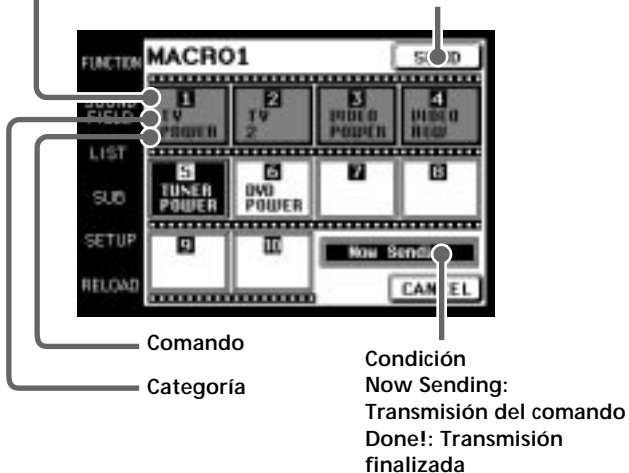 FUNCTION
MACRO1
SOUND
FIELD
LIST
SUB
SETUP
RELOAD
1
TV
POWER
2
TV
2
3
VIDEO
POWER
4
VIDEO
5
TUNER
POWER
6
DVD
POWER
7
8
9
10
Now Sending
CANCEL
Comando
Categoría
Condición
Now Sending:
Transmisión del comando
Done!: Transmisión
finalizada